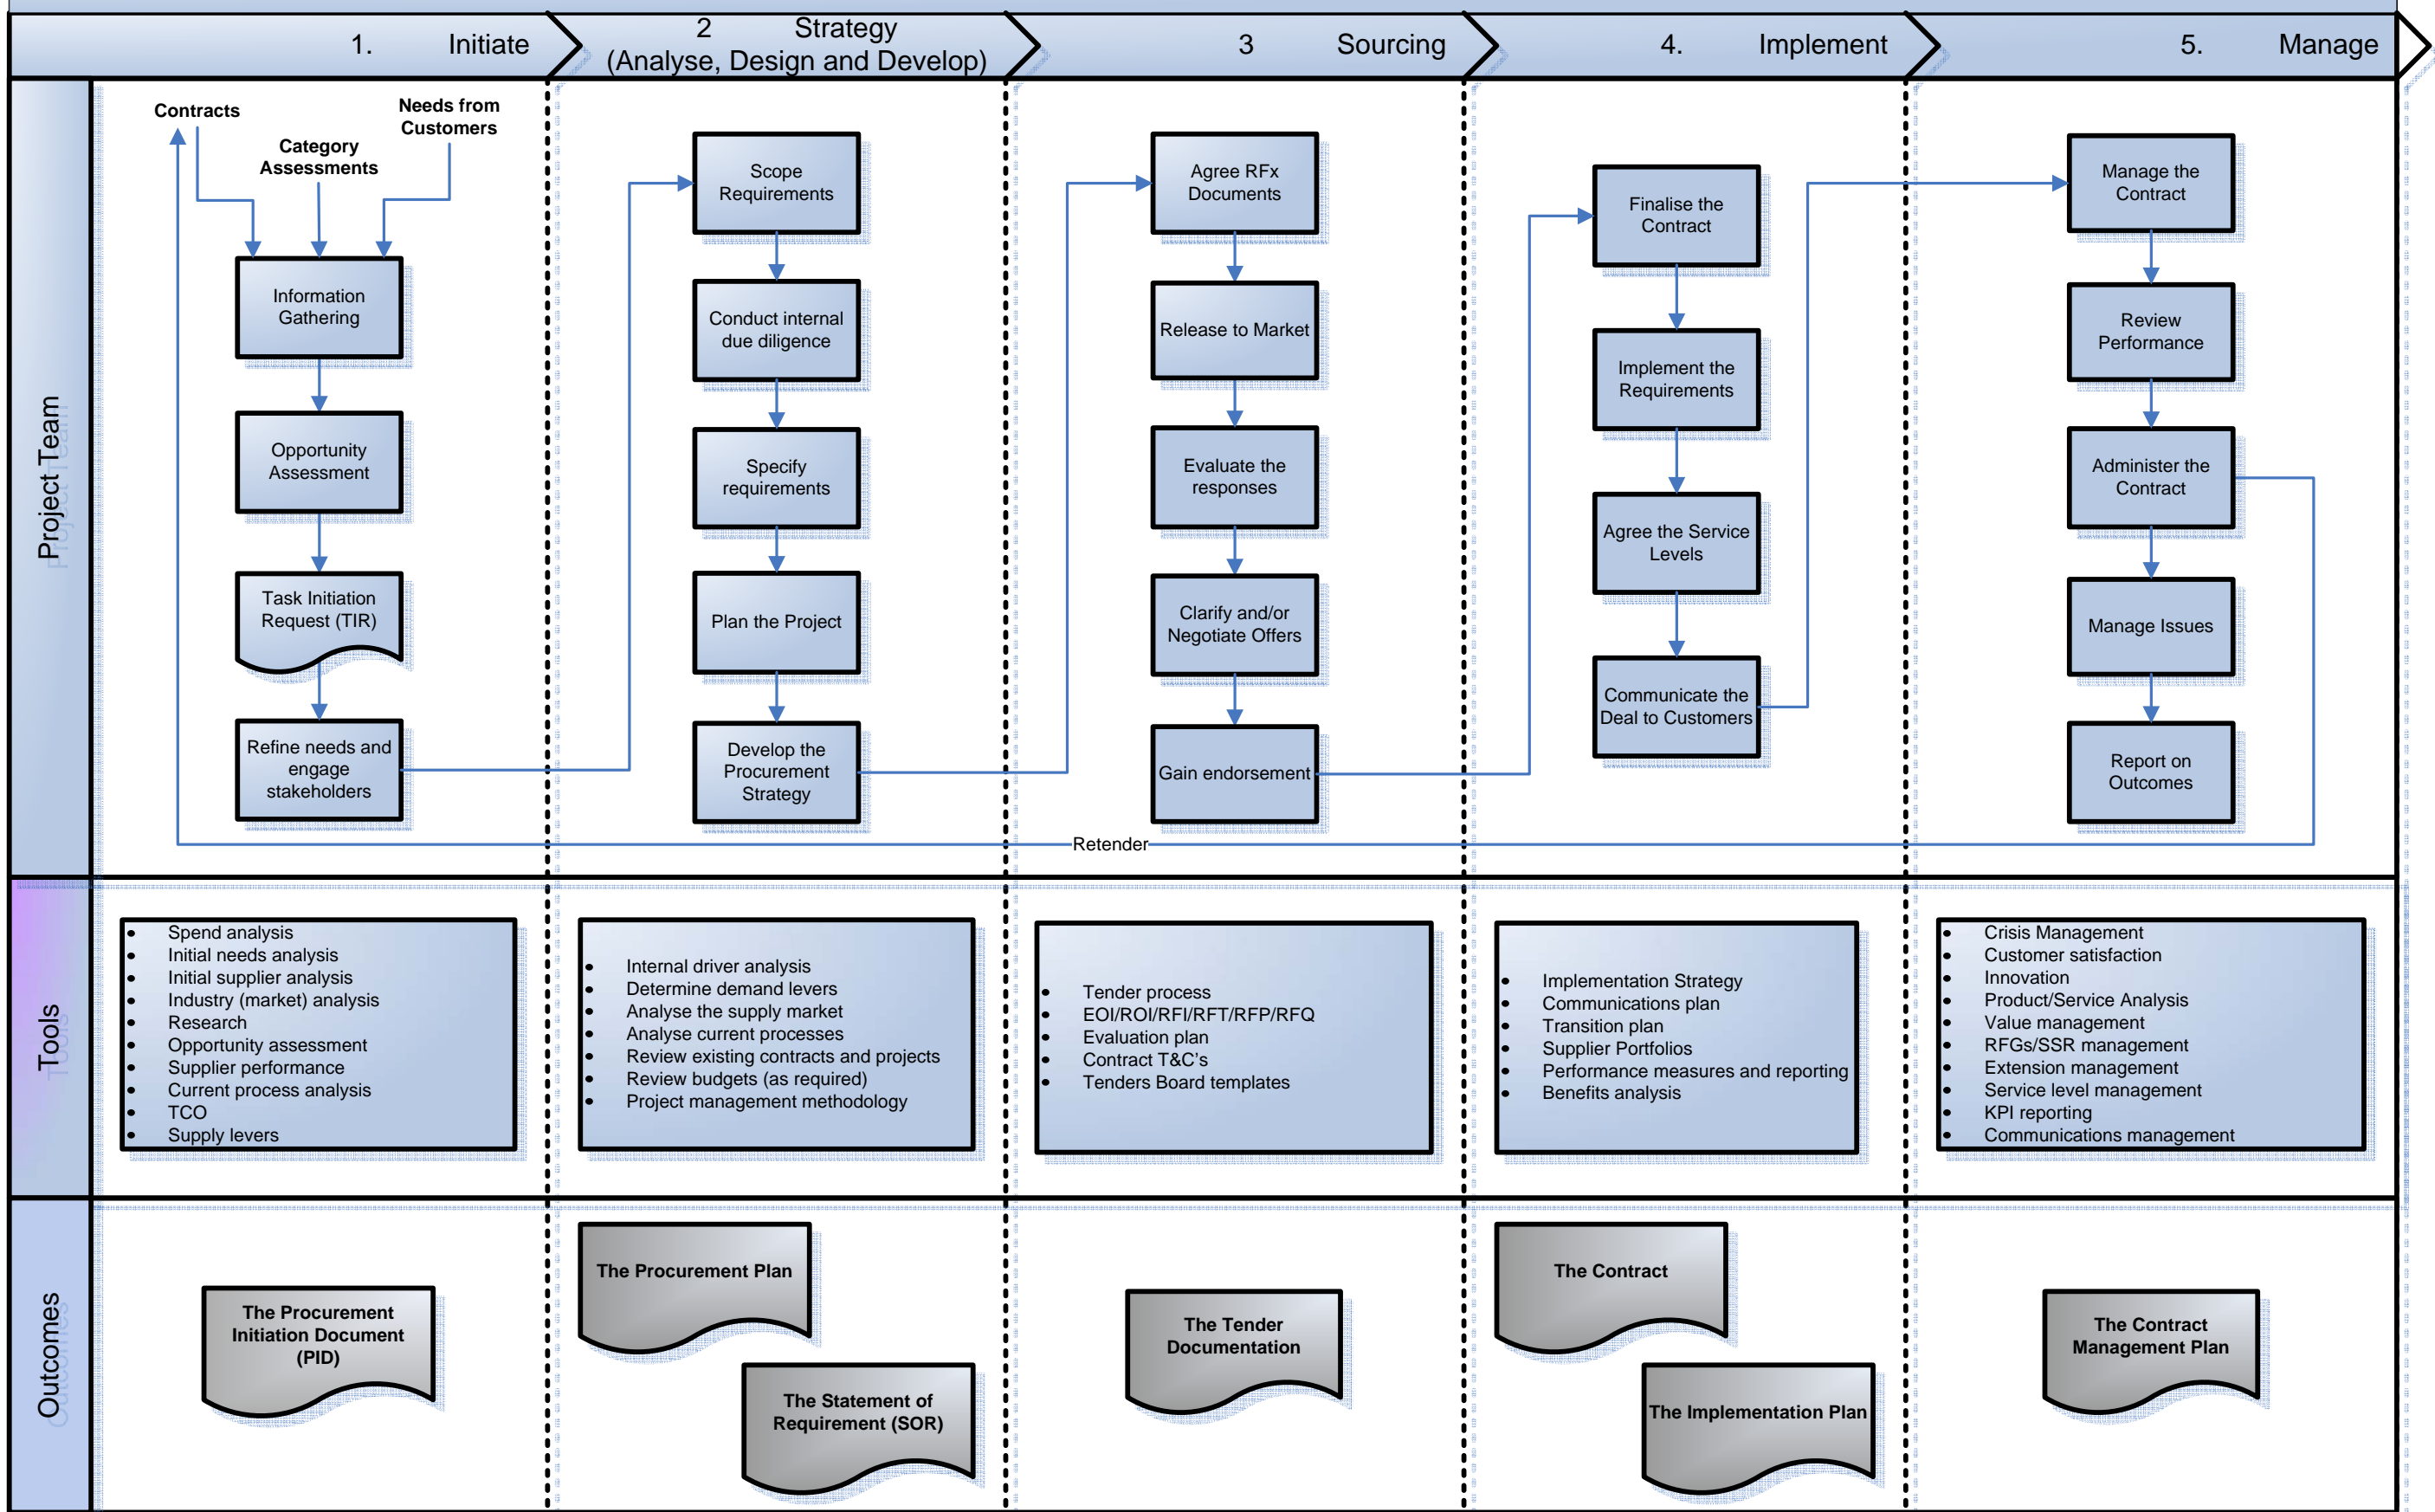 1. Initiate
2 Strategy
(Analyse, Design and Develop)
3 Sourcing
4. Implement
5. Manage
Project Team
Contracts
Category
Assessments
Needs from
Customers
Information
Gathering
Opportunity
Assessment
Task Initiation
Request (TIR)
Refine needs and
engage
stakeholders
Scope
Requirements
Conduct internal
due diligence
Specify
requirements
Plan the Project
Develop the
Procurement
Strategy
Agree RFx
Documents
Release to Market
Evaluate the
responses
Clarify and/or
Negotiate Offers
Gain endorsement
Finalise the
Contract
Implement the
Requirements
Agree the Service
Levels
Communicate the
Deal to Customers
Manage the
Contract
Review
Performance
Administer the
Contract
Manage Issues
Report on
Outcomes
Retender
Tools
• Spend analysis
• Initial needs analysis
• Initial supplier analysis
• Industry (market) analysis
• Research
• Opportunity assessment
• Supplier performance
• Current process analysis
• TCO
• Supply levers
• Internal driver analysis
• Determine demand levers
• Analyse the supply market
• Analyse current processes
• Review existing contracts and projects
• Review budgets (as required)
• Project management methodology
• Tender process
• EOI/ROI/RFI/RFT/RFP/RFQ
• Evaluation plan
• Contract T&C's
• Tenders Board templates
• Implementation Strategy
• Communications plan
• Transition plan
• Supplier Portfolios
• Performance measures and reporting
• Benefits analysis
• Crisis Management
• Customer satisfaction
• Innovation
• Product/Service Analysis
• Value management
• RFGs/SSR management
• Extension management
• Service level management
• KPI reporting
• Communications management
Outcomes
The Procurement
Initiation Document
(PID)
The Procurement Plan
The Statement of
Requirement (SOR)
The Tender
Documentation
The Contract
The Implementation Plan
The Contract
Management Plan